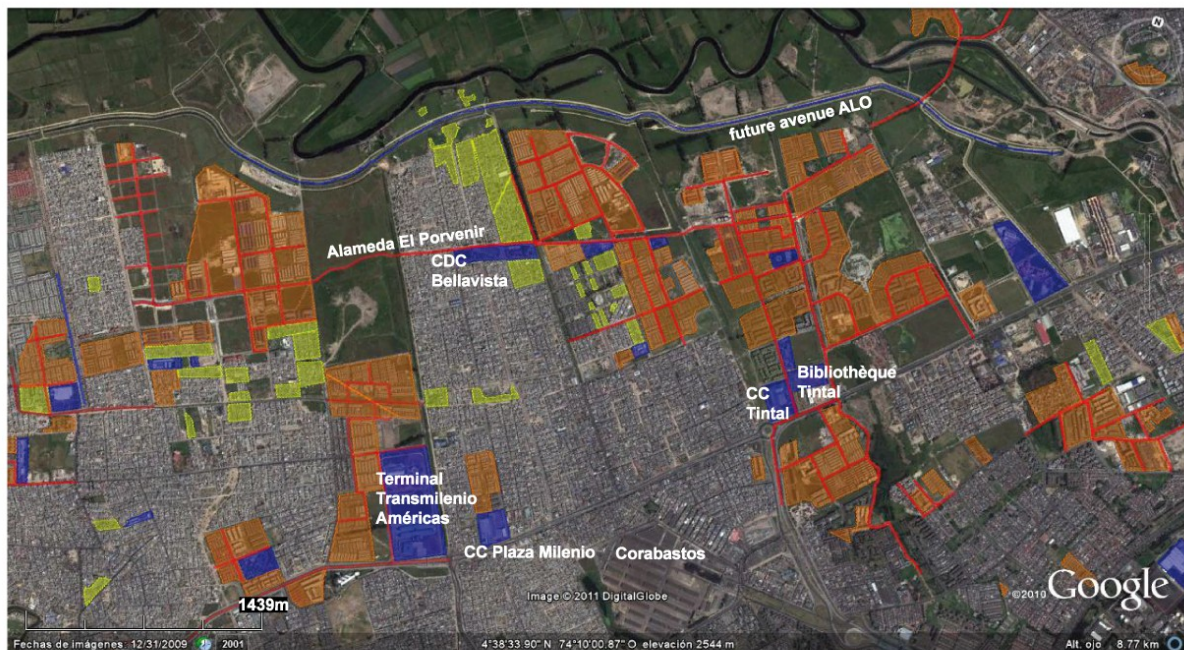 N
future avenue ALO
Alameda El Porvenir
CDC
Bellavista
Bibliothèque
Tintal
CC
Tintal
Terminal
Transmilenio
Américas
CC Plaza Milenio
Corabastos
1439m
Image © 2011 DigitalGlobe
©2010 Google
Fechas de imágenes: 12/31/2009
2001
4°38'33.90" N 74°10'00.87" O elevación 2544 m
Alt. ojo 8.77 km